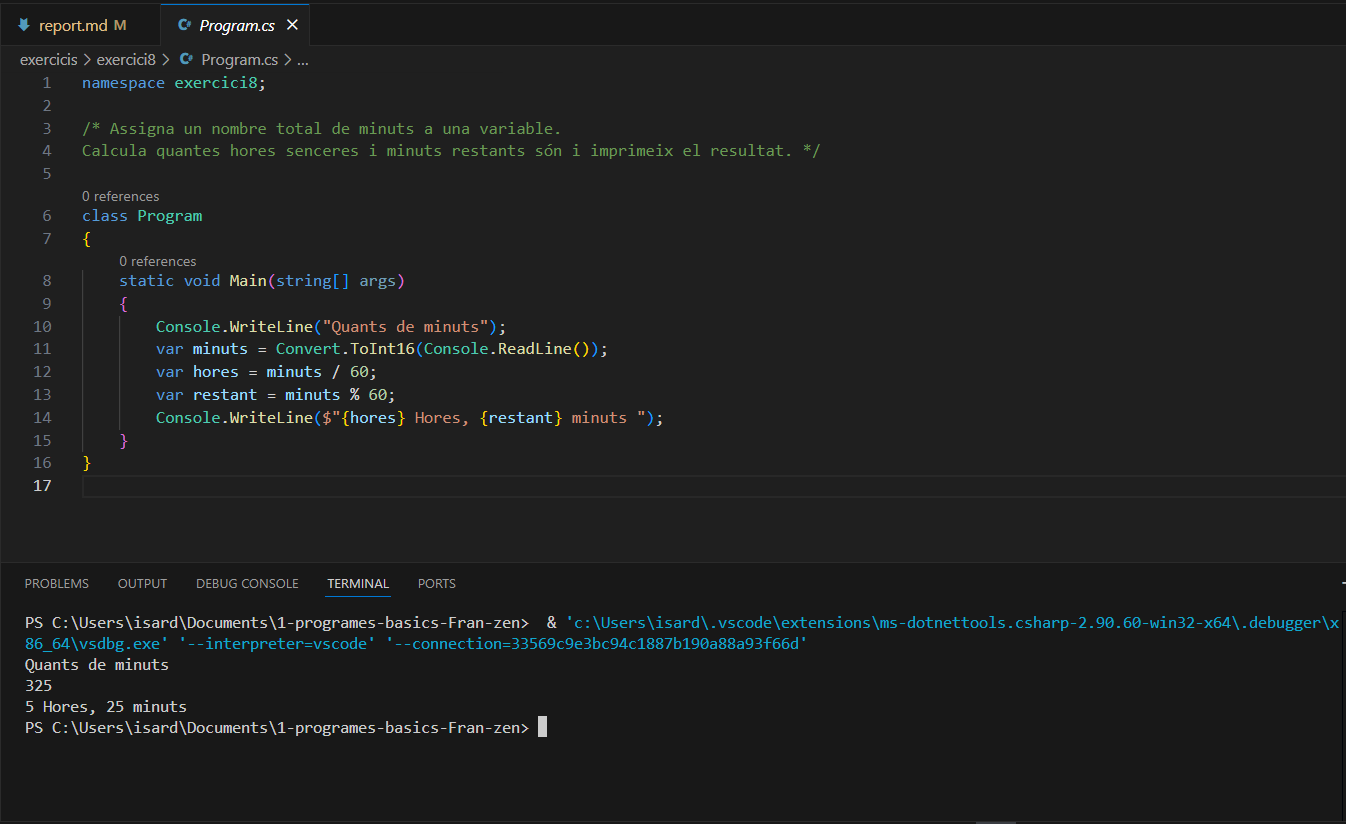 report.md M
C# Program.cs ×
exercicis > exercici8 > C# Program.cs > ...
1 namespace exercici8;
2
3 /* Assigna un nombre total de minuts a una variable.
4 Calcula quantes hores senceres i minuts restants són i imprimeix el resultat. */
5
0 references
6 class Program
7 {
0 references
8 static void Main(string[] args)
9 {
10 Console.WriteLine("Quants de minuts");
11 var minuts = Convert.ToInt16(Console.ReadLine());
12 var hores = minuts / 60;
13 var restant = minuts % 60;
14 Console.WriteLine($"{hores} Hores, {restant} minuts ");
15 }
16 }
17
PROBLEMS OUTPUT DEBUG CONSOLE TERMINAL PORTS
PS C:\Users\isard\Documents\1-programes-basics-Fran-zen> & 'c:\Users\isard\.vscode\extensions\ms-dotnettools.csharp-2.90.60-win32-x64\.debugger\x
86_64\vsdbg.exe' '--interpreter=vscode' '--connection=33569c9e3bc94c1887b190a88a93f66d'
Quants de minuts
325
5 Hores, 25 minuts
PS C:\Users\isard\Documents\1-programes-basics-Fran-zen>